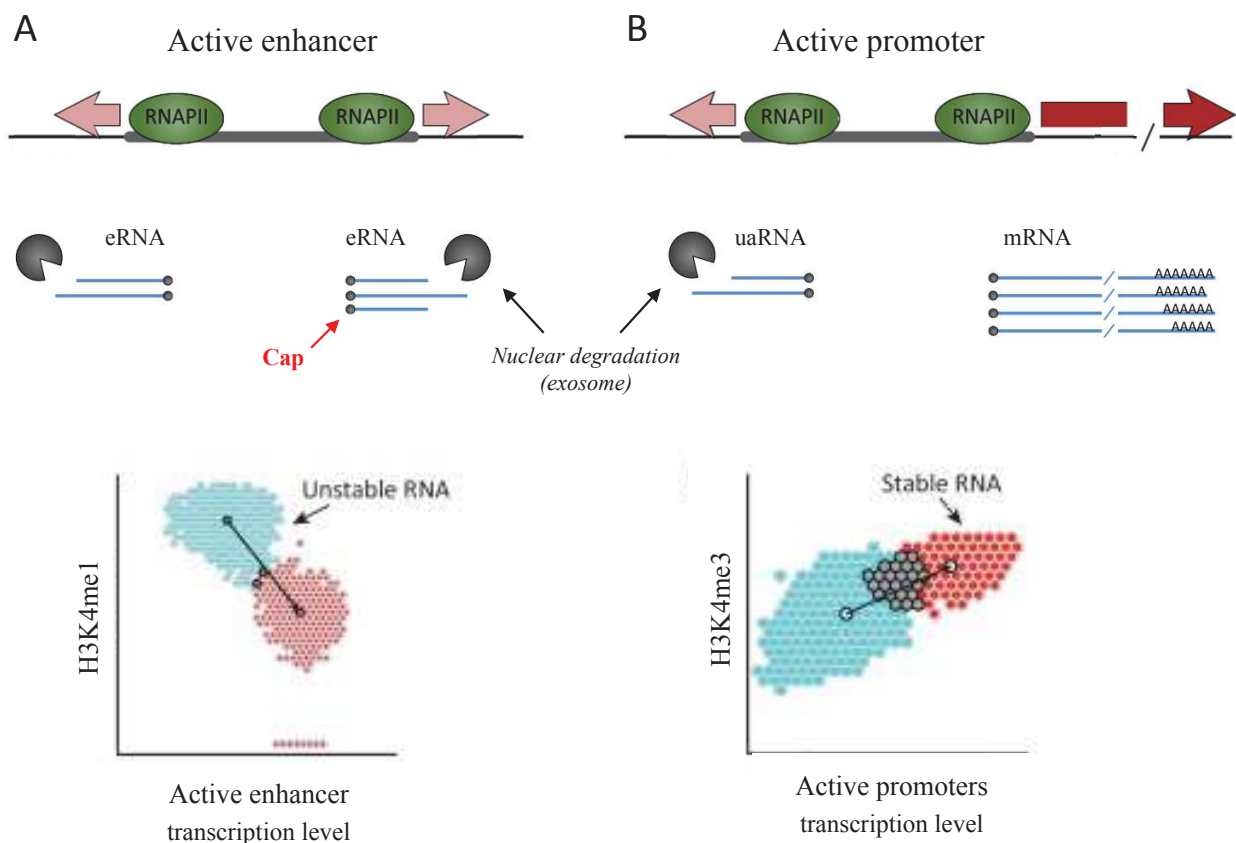 A
Active enhancer
RNAPII
RNAPII
eRNA
eRNA
Cap
Nuclear degradation
(exosome)
Unstable RNA
H3K4me1
Active enhancer
transcription level
B
Active promoter
RNAPII
RNAPII
uaRNA
mRNA
AAAAAAA
AAAAAA
AAAAAA
AAAAA
Stable RNA
H3K4me3
Active promoters
transcription level